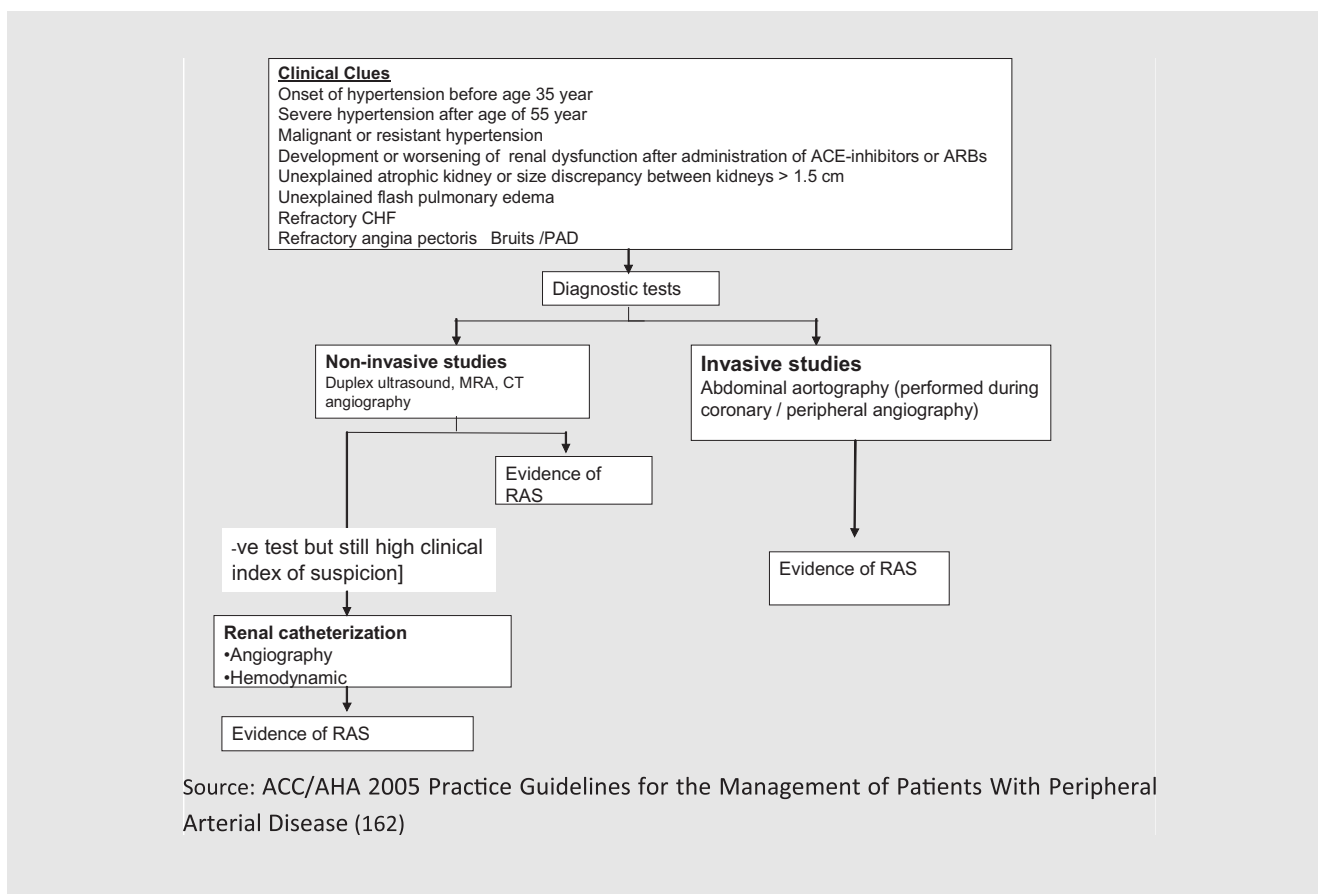 Clinical Clues
Onset of hypertension before age 35 year
Severe hypertension after age of 55 year
Malignant or resistant hypertension
Development or worsening of renal dysfunction after administration of ACE-inhibitors or ARBs
Unexplained atrophic kidney or size discrepancy between kidneys > 1.5 cm
Unexplained flash pulmonary edema
Refractory CHF
Refractory angina pectoris Bruits /PAD
Diagnostic tests
Non-invasive studies
Duplex ultrasound, MRA, CT
angiography
Invasive studies
Abdominal aortography (performed during
coronary / peripheral angiography)
Evidence of
RAS
-ve test but still high clinical
index of suspicion]
Evidence of RAS
Renal catheterization
•Angiography
•Hemodynamic
Evidence of RAS
Source: ACC/AHA 2005 Practice Guidelines for the Management of Patients With Peripheral
Arterial Disease (162)